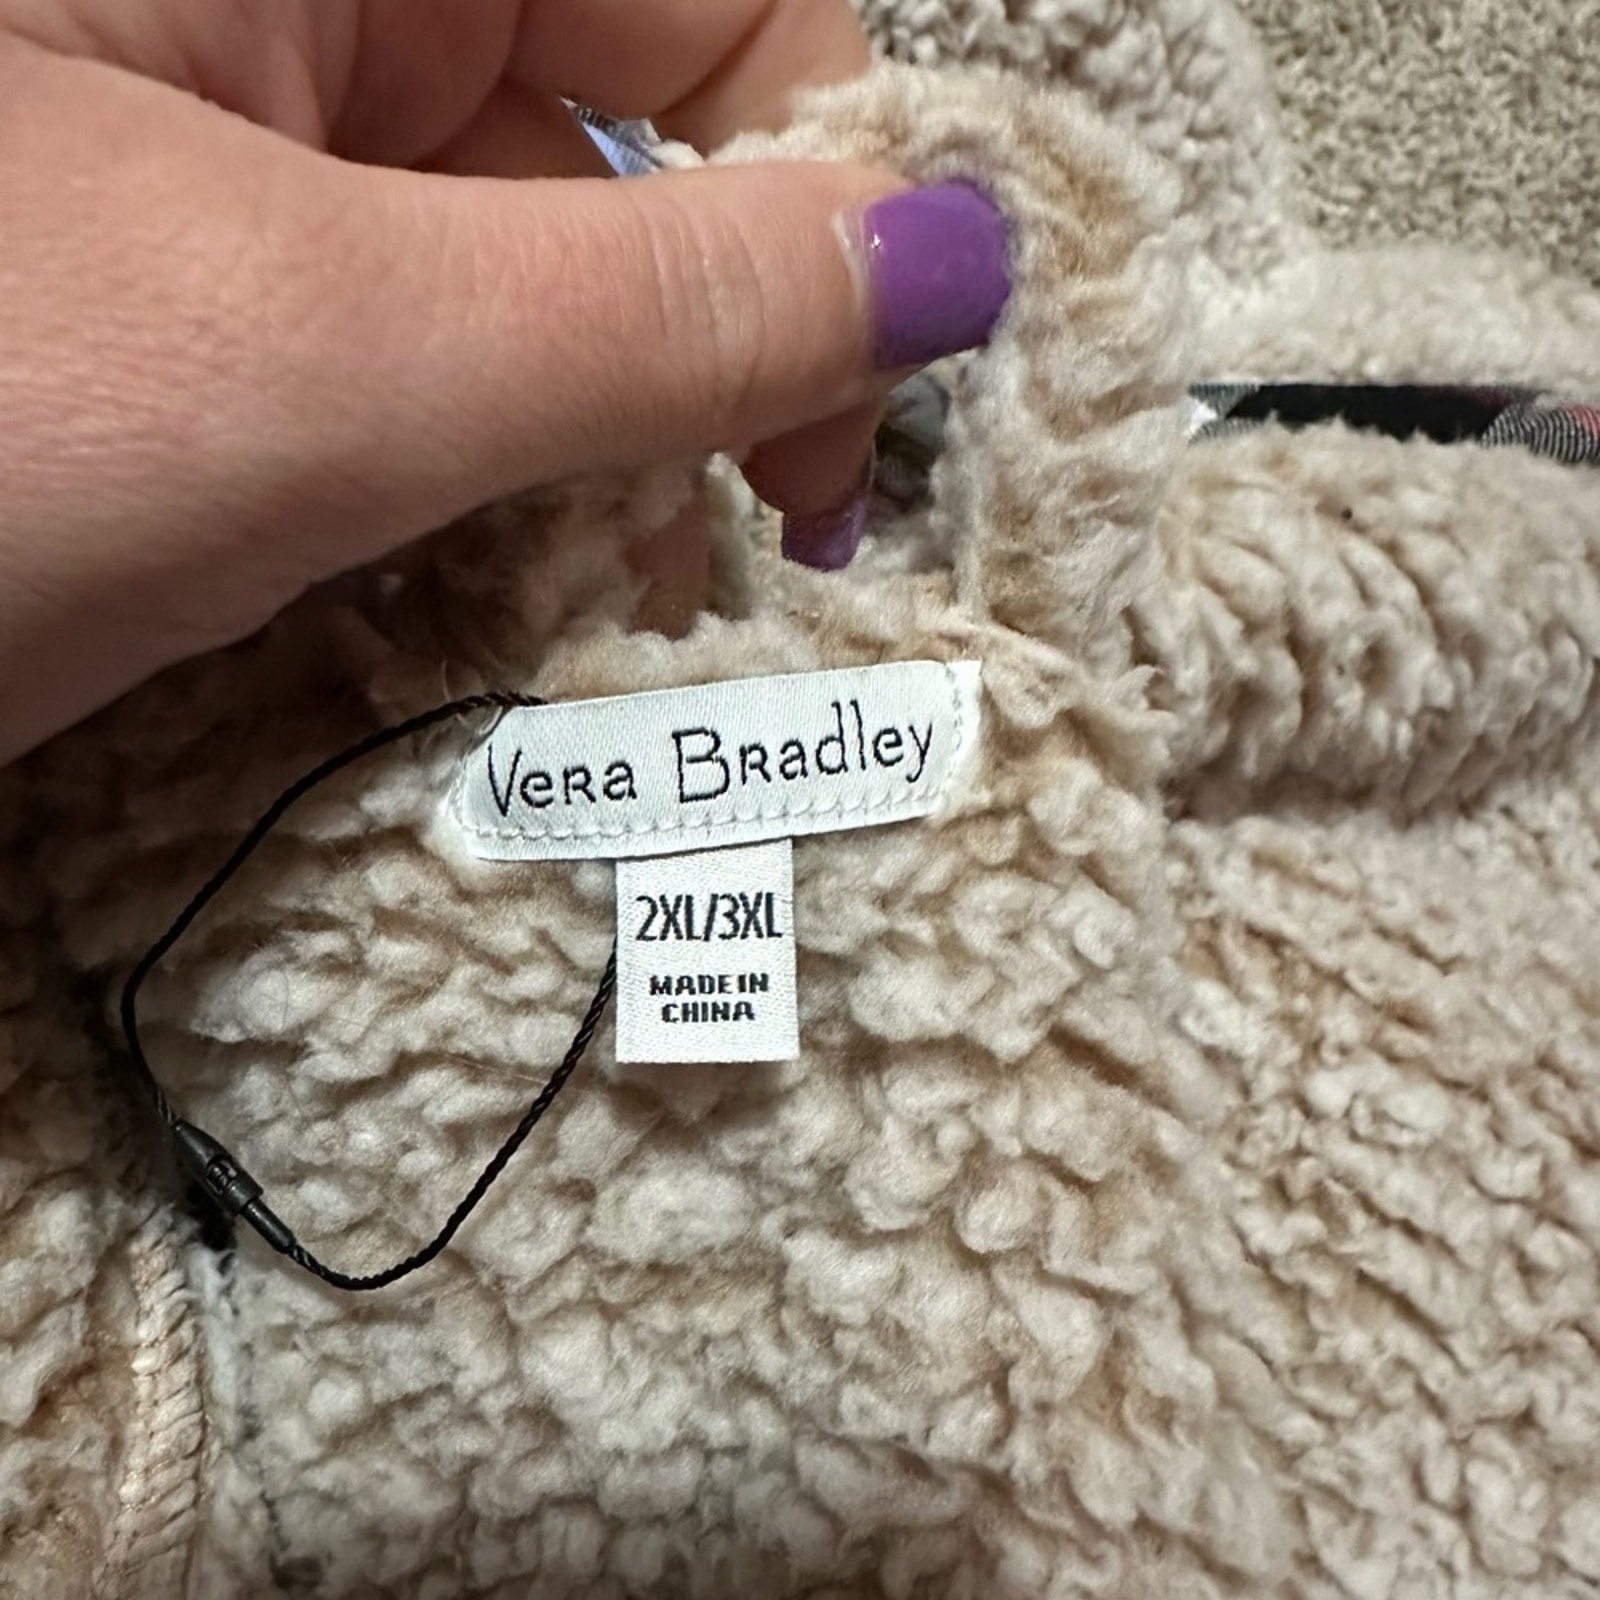 Vera Bradley
2XL/3XL
MADE IN
CHINA